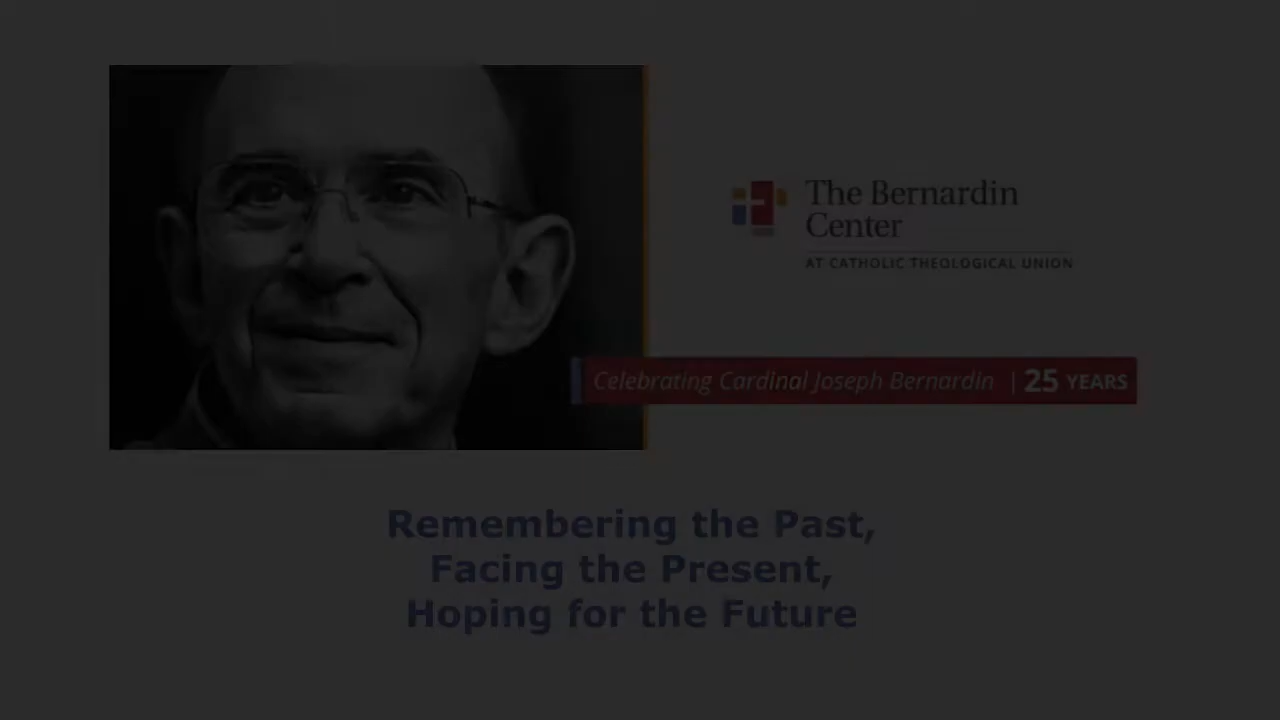 The Bernardin
Center
AT CATHOLIC THEOLOGICAL UNION
Celebrating Cardinal Joseph Bernardin | 25 YEARS
Remembering the Past,
Facing the Present,
Hoping for the Future